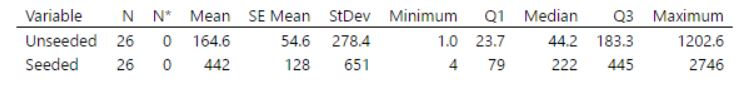 Variable N N* Mean SE Mean StDev Minimum Q1 Median Q3 Maximum
Unseeded 26 0 164.6 54.6 278.4 1.0 23.7 44.2 183.3 1202.6
Seeded 26 0 442 128 651 4 79 222 445 2746